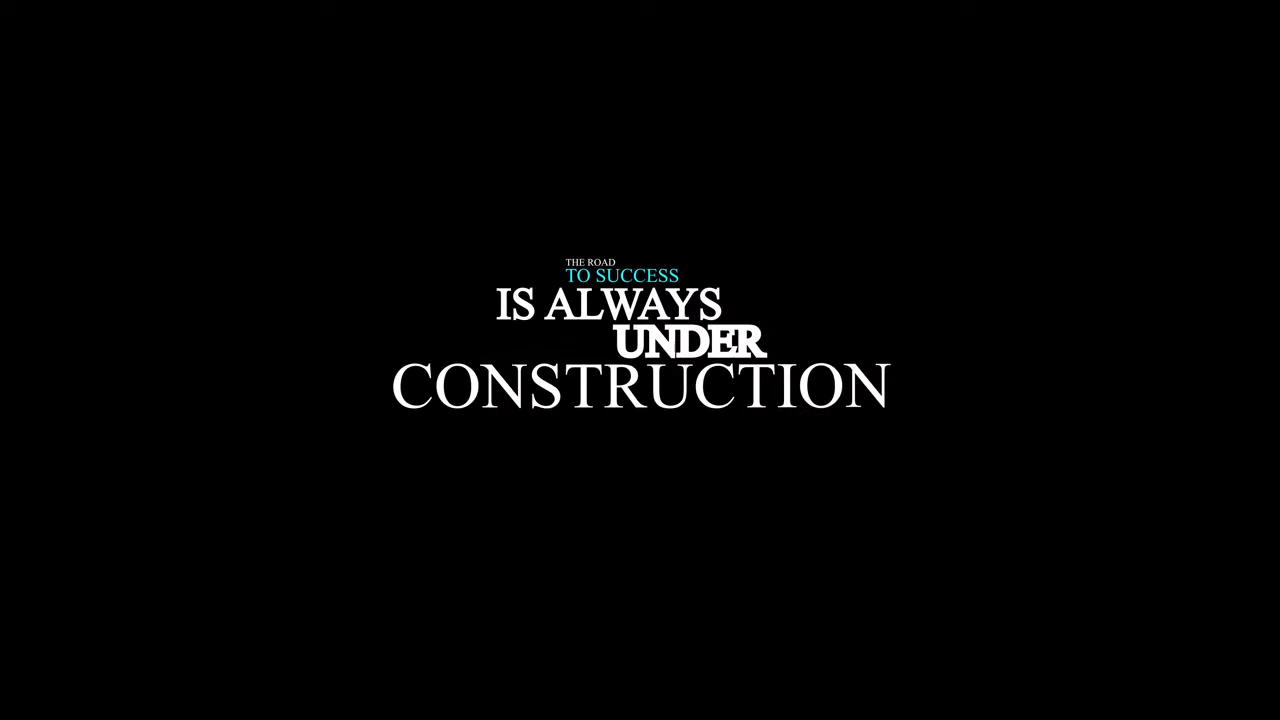 THE ROAD
TO SUCCESS
IS ALWAYS
UNDER
CONSTRUCTION